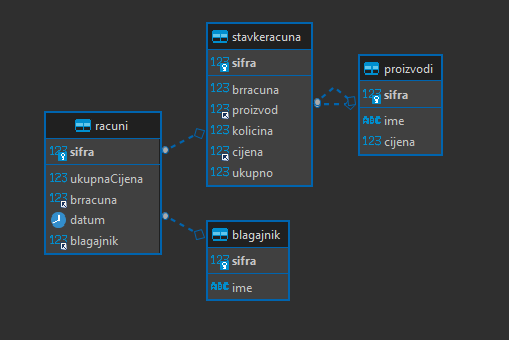 racuni
123 sifra
123 ukupnaCijena
123 brracuna
datum
123 blagajnik
stavkeracuna
123 sifra
123 brracuna
123 proizvod
123 kolicina
123 cijena
123 ukupno
proizvodi
123 sifra
ABC ime
123 cijena
blagajnik
123 sifra
ABC ime